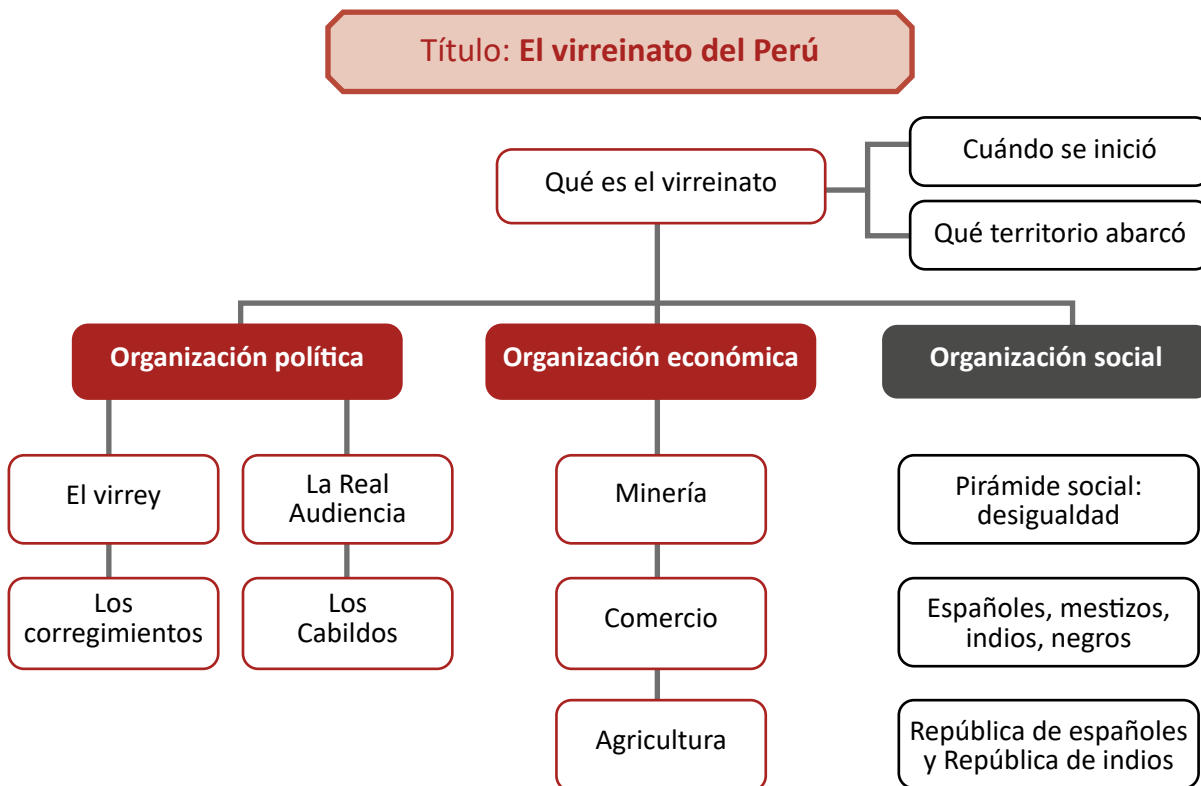 Título: El virreinato del Perú
Qué es el virreinato
Cuándo se inició
Qué territorio abarcó
Organización política
Organización económica
Organización social
El virrey
La Real
Audiencia
Minería
Pirámide social:
desigualdad
Los
corregimientos
Los
Cabildos
Comercio
Españoles, mestizos,
indios, negros
Agricultura
República de españoles
y República de indios